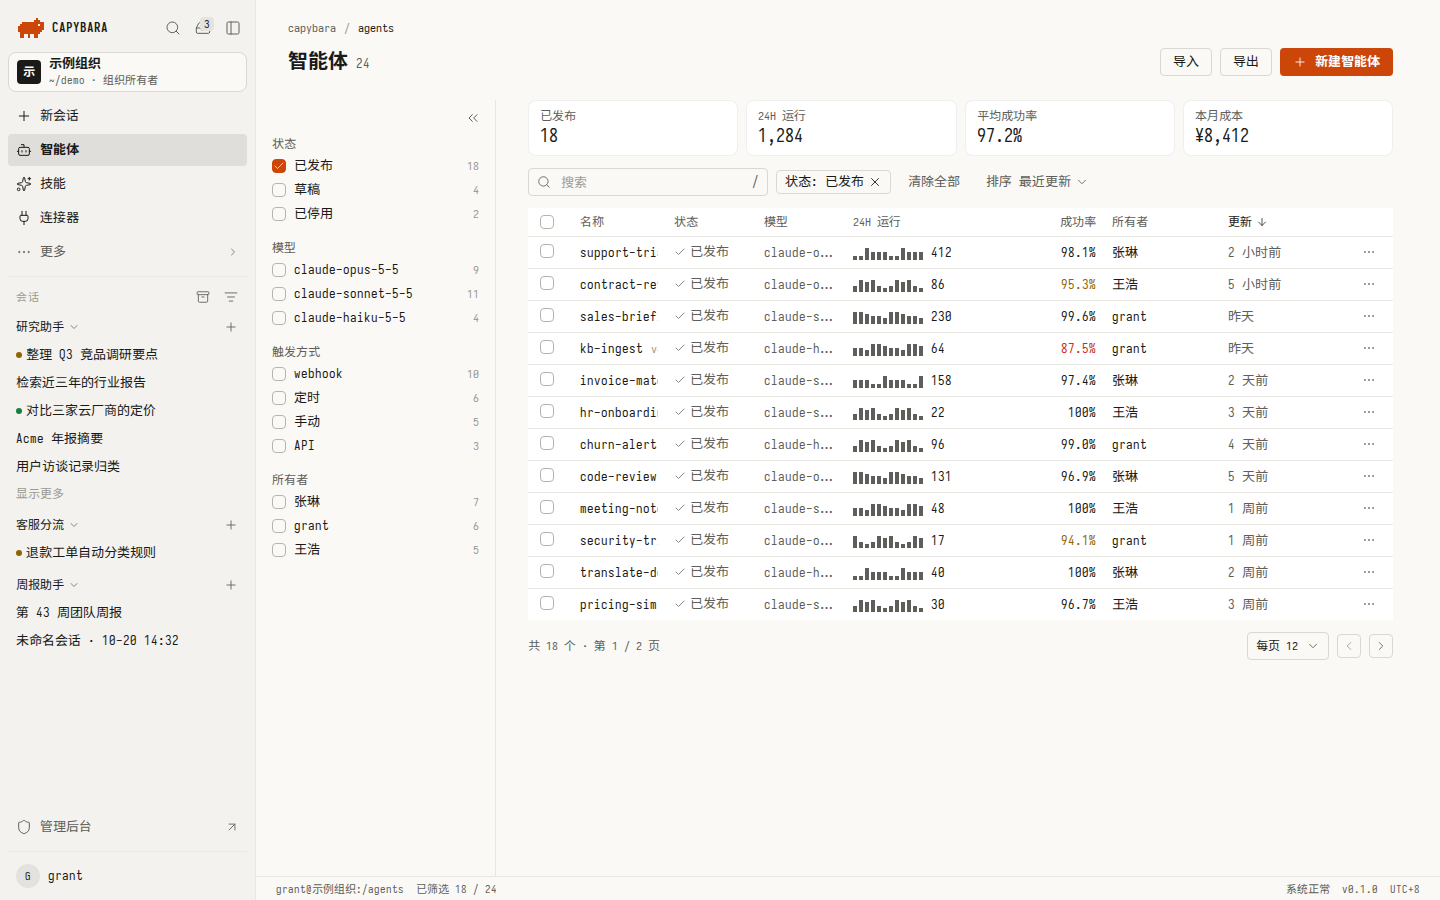 CAPYBARA
3
示
示例组织
~/demo · 组织所有者
新会话
智能体
技能
连接器
更多
会话
研究助手
整理 Q3 竞品调研要点
检索近三年的行业报告
对比三家云厂商的定价
Acme 年报摘要
用户访谈记录归类
显示更多
客服分流
退款工单自动分类规则
周报助手
第 43 周团队周报
未命名会话 · 10-20 14:32
管理后台
G grant
capybara / agents
智能体 24
导入
导出
新建智能体
状态
已发布 18
草稿 4
已停用 2
模型
claude-opus-5-5 9
claude-sonnet-5-5 11
claude-haiku-5-5 4
触发方式
webhook 10
定时 6
手动 5
API 3
所有者
张琳 7
grant 6
王浩 5
已发布
18
24H 运行
1,284
平均成功率
97.2%
本月成本
¥8,412
搜索 /
状态: 已发布
清除全部
排序 最近更新
名称 状态 模型 24H 运行 成功率 所有者 更新
support-tri 已发布 claude-o... 412 98.1% 张琳 2 小时前
contract-re 已发布 claude-o... 86 95.3% 王浩 5 小时前
sales-brief 已发布 claude-s... 230 99.6% grant 昨天
kb-ingest v 已发布 claude-h... 64 87.5% grant 昨天
invoice-mat 已发布 claude-s... 158 97.4% 张琳 2 天前
hr-onboardi 已发布 claude-s... 22 100% 王浩 3 天前
churn-alert 已发布 claude-h... 96 99.0% grant 4 天前
code-review 已发布 claude-o... 131 96.9% 张琳 5 天前
meeting-not 已发布 claude-s... 48 100% 王浩 1 周前
security-tr 已发布 claude-o... 17 94.1% grant 1 周前
translate-d 已发布 claude-h... 40 100% 张琳 2 周前
pricing-sim 已发布 claude-s... 30 96.7% 王浩 3 周前
共 18 个 · 第 1 / 2 页
每页 12
grant@示例组织:/agents 已筛选 18 / 24
系统正常 v0.1.0 UTC+8